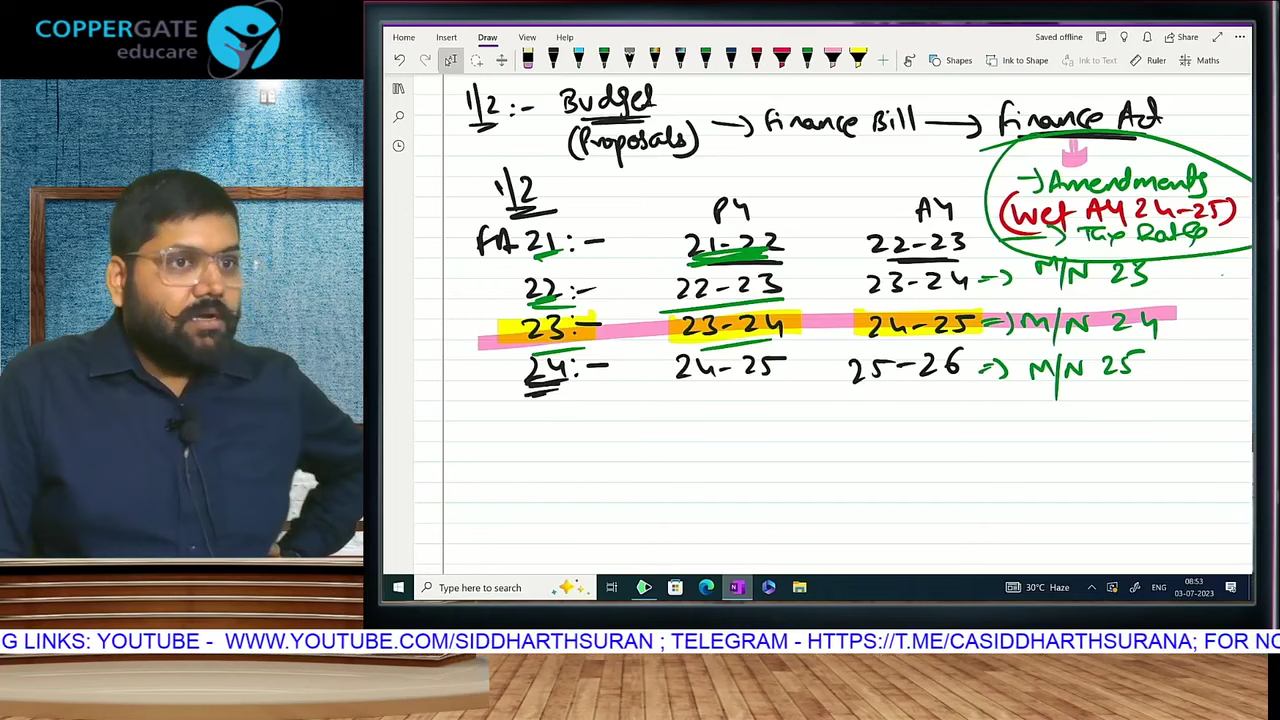 COPPERGATE
educare
Home Insert Draw View Help
Saved offline
Share
Shapes Ink to Shape Ink to Text Ruler Maths
1/2 :- Budget → Finance Bill → Finance Act
(Proposals)
→ Amendments
(wef AY 24-25)
→ Tax Rates
1/2 PY AY
FA 21 :- 21-22 22-23
22 :- 22-23 23-24 => M/N 23
23 :- 23-24 24-25 => M/N 24
24 :- 24-25 25-26 => M/N 25
Type here to search
30°C Haze
ENG
08:53
03-07-2023
G LINKS: YOUTUBE - WWW.YOUTUBE.COM/SIDDHARTHSURAN ; TELEGRAM - HTTPS://T.ME/CASIDDHARTHSURANA; FOR NO